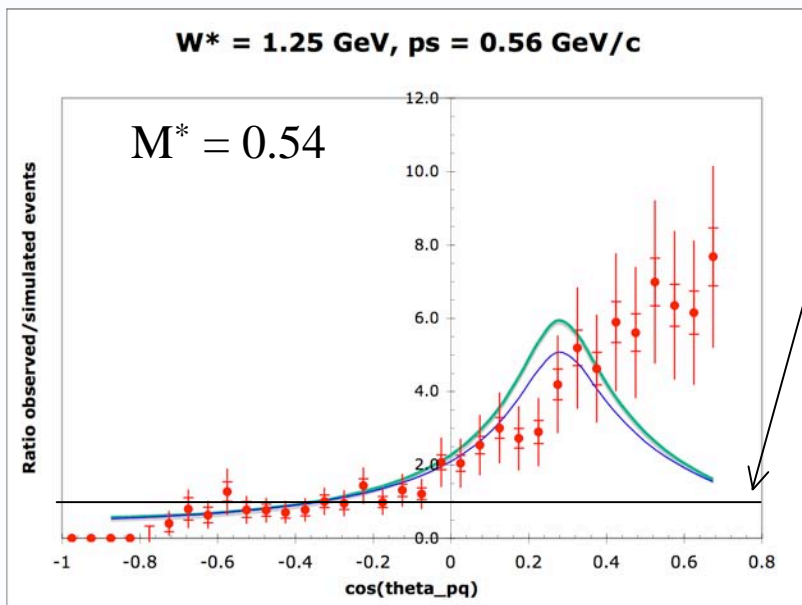 W* = 1.25 GeV, ps = 0.56 GeV/c
M* = 0.54
12.0
10.0
8.0
6.0
4.0
2.0
0.0
-1 -0.8 -0.6 -0.4 -0.2 0 0.2 0.4 0.6 0.8
Ratio observed/simulated events
cos(theta_pq)